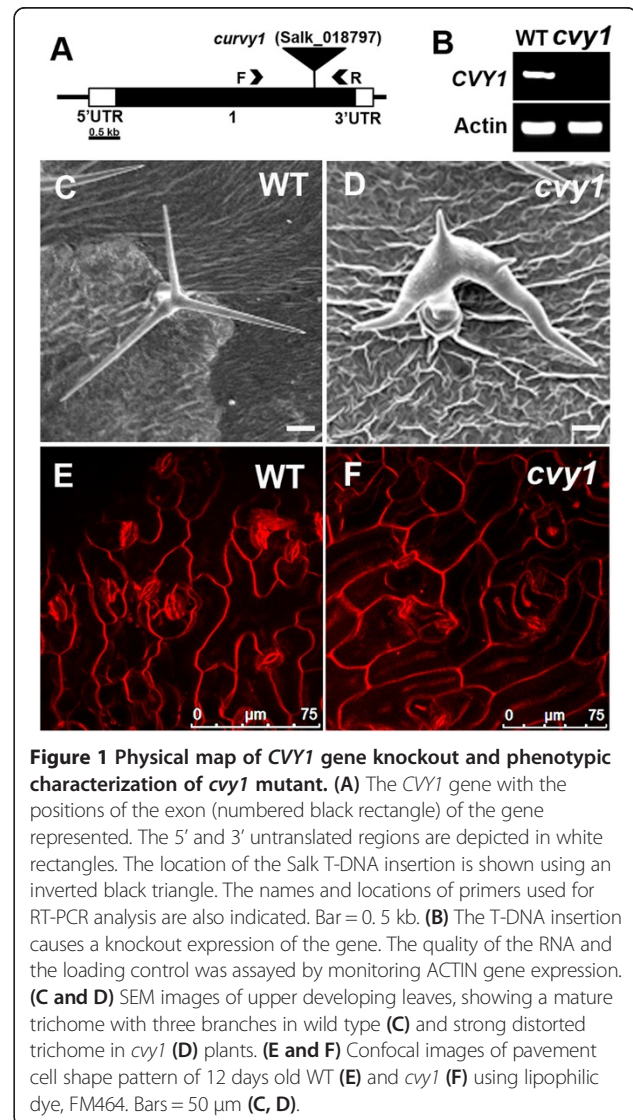 A
curvy1 (Salk_018797)
F
R
5'UTR
1
3'UTR
0.5 kb
B
WT cvy1
CVY1
Actin
C
WT
D
cvy1
E
WT
0 µm 75
F
cvy1
0 µm 75
Figure 1 Physical map of CVY1 gene knockout and phenotypic
characterization of cvy1 mutant. (A) The CVY1 gene with the
positions of the exon (numbered black rectangle) of the gene
represented. The 5′ and 3′ untranslated regions are depicted in white
rectangles. The location of the Salk T-DNA insertion is shown using an
inverted black triangle. The names and locations of primers used for
RT-PCR analysis are also indicated. Bar = 0. 5 kb. (B) The T-DNA insertion
causes a knockout expression of the gene. The quality of the RNA and
the loading control was assayed by monitoring ACTIN gene expression.
(C and D) SEM images of upper developing leaves, showing a mature
trichome with three branches in wild type (C) and strong distorted
trichome in cvy1 (D) plants. (E and F) Confocal images of pavement
cell shape pattern of 12 days old WT (E) and cvy1 (F) using lipophilic
dye, FM464. Bars = 50 μm (C, D).